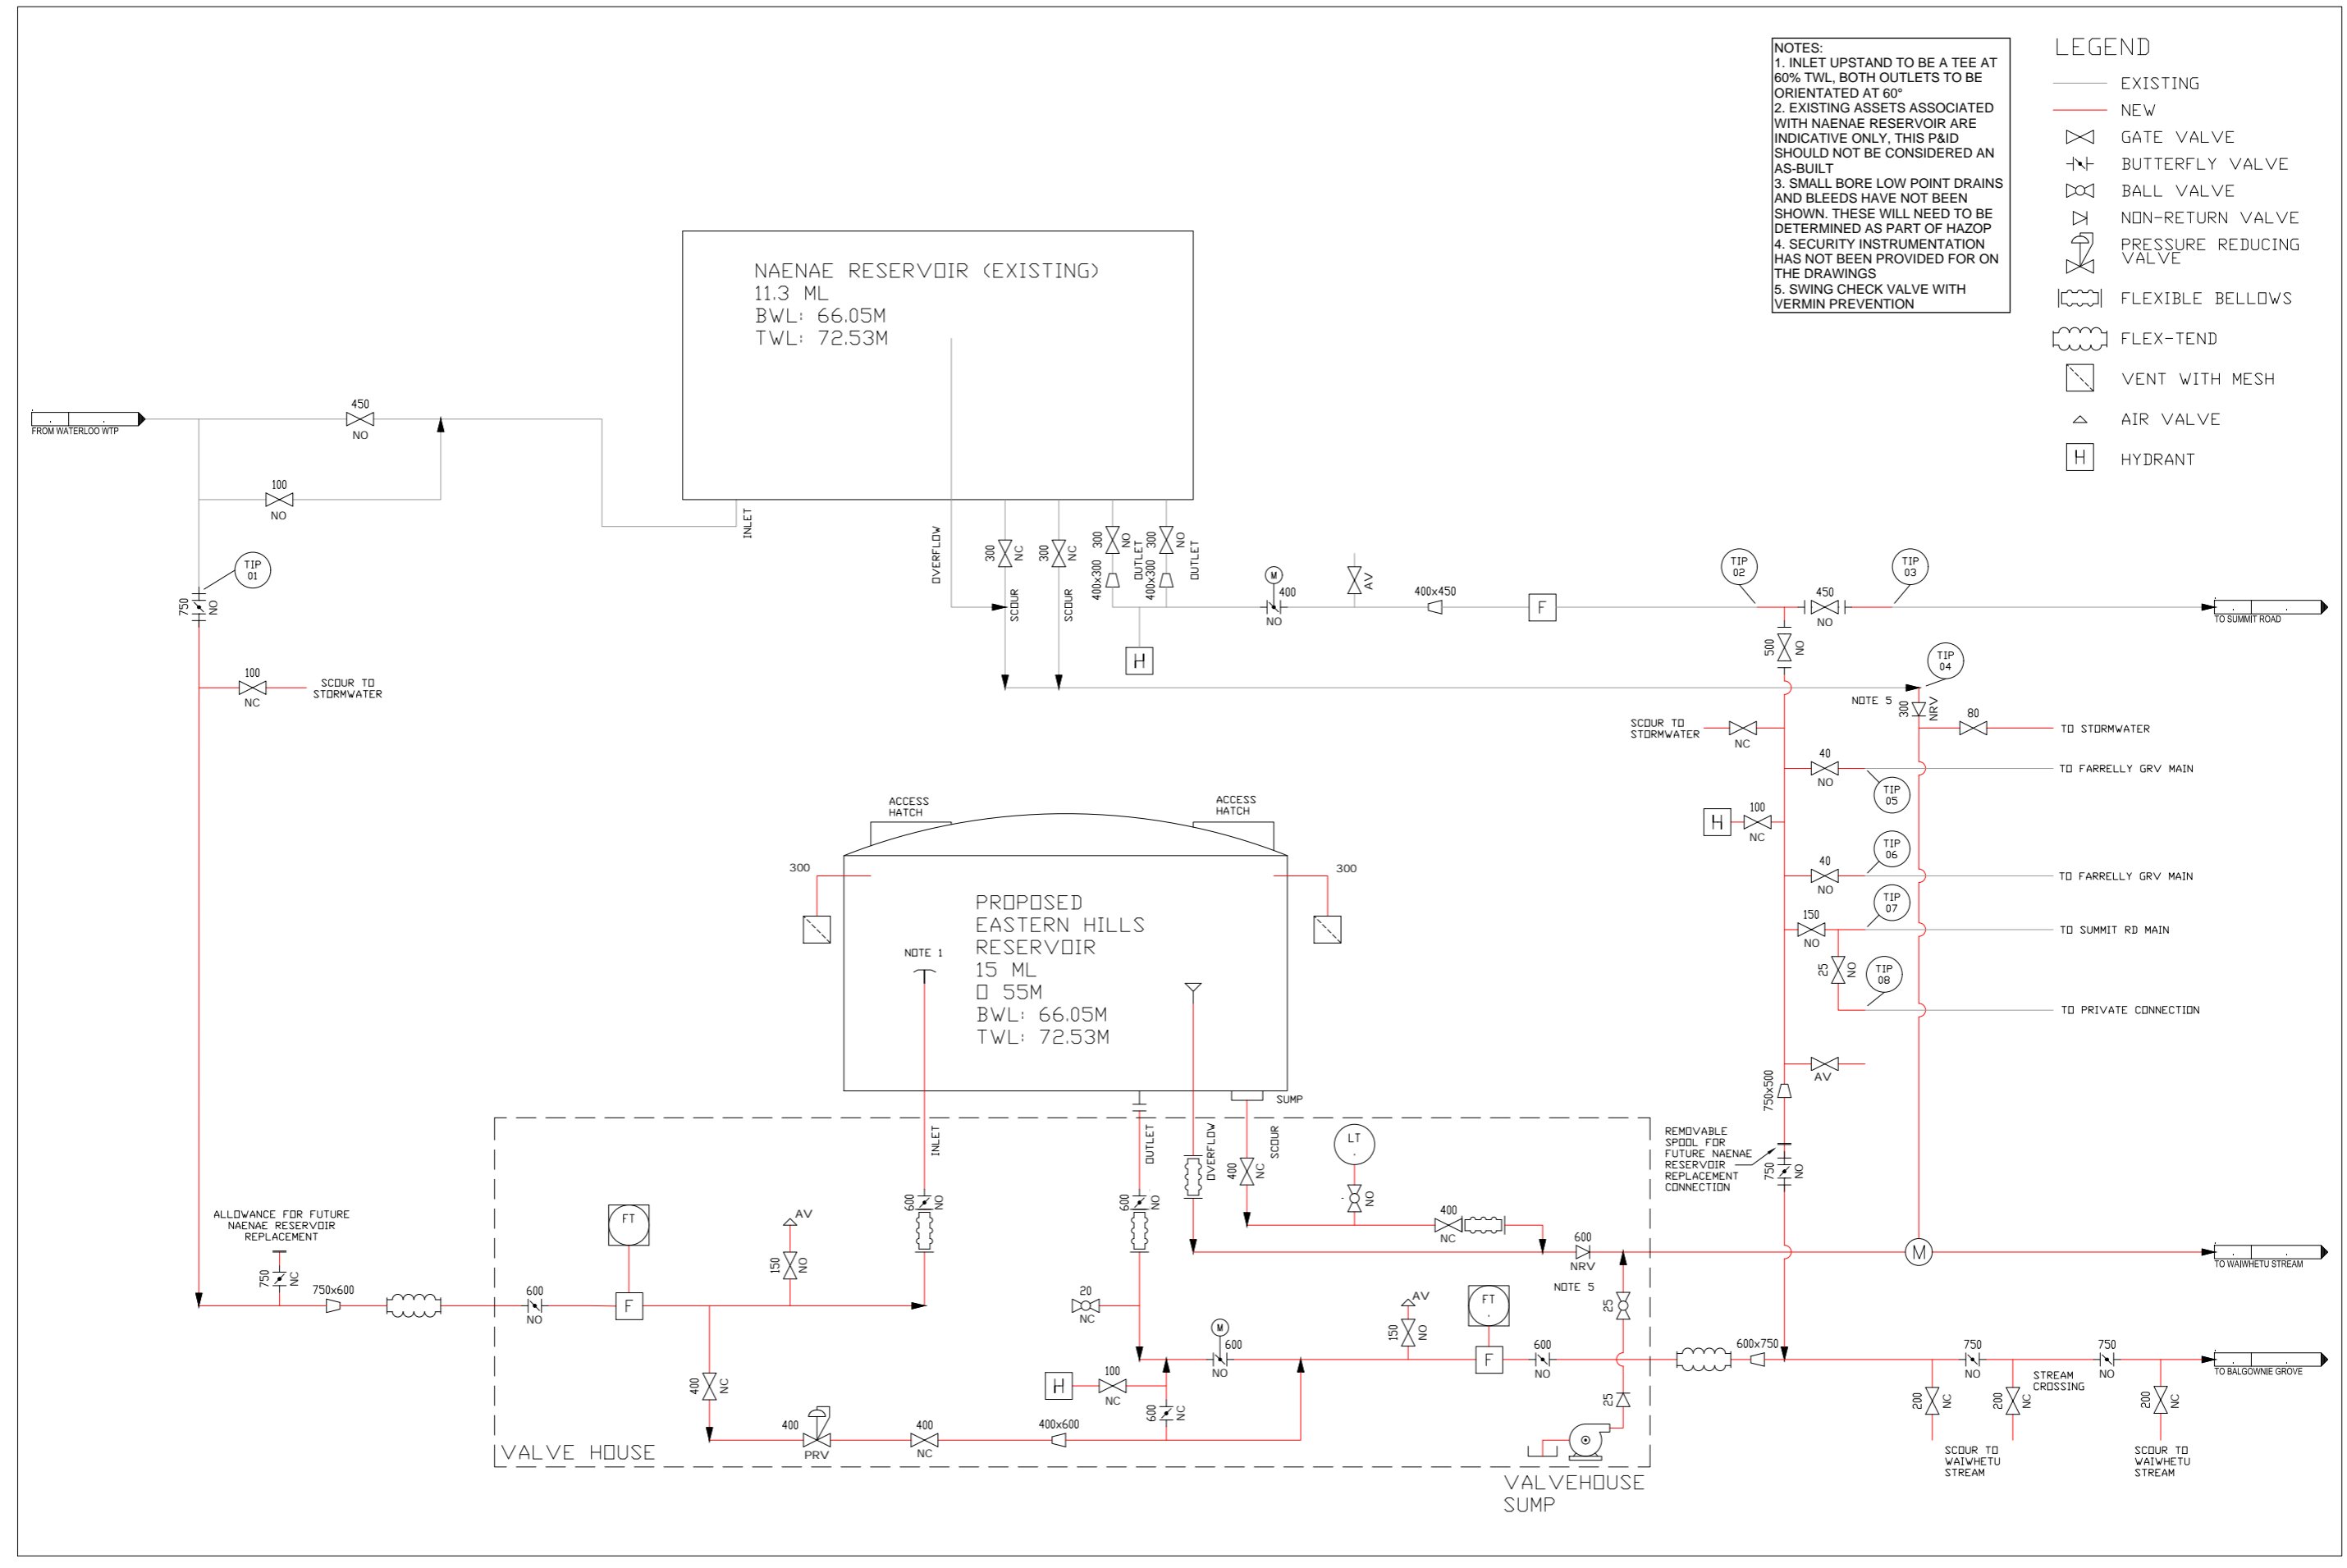 NOTES:
1. INLET UPSTAND TO BE A TEE AT
60% TWL, BOTH OUTLETS TO BE
ORIENTATED AT 60°
2. EXISTING ASSETS ASSOCIATED
WITH NAENAE RESERVOIR ARE
INDICATIVE ONLY, THIS P&ID
SHOULD NOT BE CONSIDERED AN
AS-BUILT
3. SMALL BORE LOW POINT DRAINS
AND BLEEDS HAVE NOT BEEN
SHOWN. THESE WILL NEED TO BE
DETERMINED AS PART OF HAZOP
4. SECURITY INSTRUMENTATION
HAS NOT BEEN PROVIDED FOR ON
THE DRAWINGS
5. SWING CHECK VALVE WITH
VERMIN PREVENTION
LEGEND
EXISTING
NEW
GATE VALVE
BUTTERFLY VALVE
BALL VALVE
NON-RETURN VALVE
PRESSURE REDUCING
VALVE
FLEXIBLE BELLOWS
FLEX-TEND
VENT WITH MESH
AIR VALVE
H
HYDRANT
NAENAE RESERVOIR (EXISTING)
11.3 ML
BWL: 66.05M
TWL: 72.53M
FROM WATERLOO WTP
450
NO
100
NO
TIP
01
750
NO
100
NC
SCOUR TO
STORMWATER
INLET
OVERFLOW
300
NC
SCOUR
300
NC
SCOUR
300
NO
400x300
OUTLET
300
NO
400x300
OUTLET
H
M
400
NO
AV
400x450
F
TIP
02
450
NO
TIP
03
TO SUMMIT ROAD
500
NO
TIP
04
NOTE 5
300
NRV
80
TO STORMWATER
SCOUR TO
STORMWATER
NC
40
NO
TIP
05
TO FARRELLY GRV MAIN
H
100
NC
40
NO
TIP
06
TO FARRELLY GRV MAIN
150
NO
TIP
07
TO SUMMIT RD MAIN
25
NO
TIP
08
TO PRIVATE CONNECTION
AV
750x500
REMOVABLE
SPOOL FOR
FUTURE NAENAE
RESERVOIR
REPLACEMENT
CONNECTION
750
NO
ACCESS
HATCH
ACCESS
HATCH
300
300
NOTE 1
PROPOSED
EASTERN HILLS
RESERVOIR
15 ML
55M
BWL: 66.05M
TWL: 72.53M
SUMP
INLET
OUTLET
OVERFLOW
SCOUR
600
NO
600
NO
400
NC
LT
NO
400
NC
600
NRV
NOTE 5
M
TO WAIWHETU STREAM
ALLOWANCE FOR FUTURE
NAENAE RESERVOIR
REPLACEMENT
750
NC
750x600
600
NO
FT
F
AV
150
NO
20
NC
M
600
NO
AV
150
NO
FT
F
600
NO
25
600x750
750
NO
750
NO
STREAM
CROSSING
TO BALGOWNIE GROVE
400
NC
400
PRV
400
NC
400x600
H
100
NC
600
NC
25
200
NC
200
NC
200
NC
SCOUR TO
WAIWHETU
STREAM
SCOUR TO
WAIWHETU
STREAM
VALVE HOUSE
VALVEHOUSE
SUMP